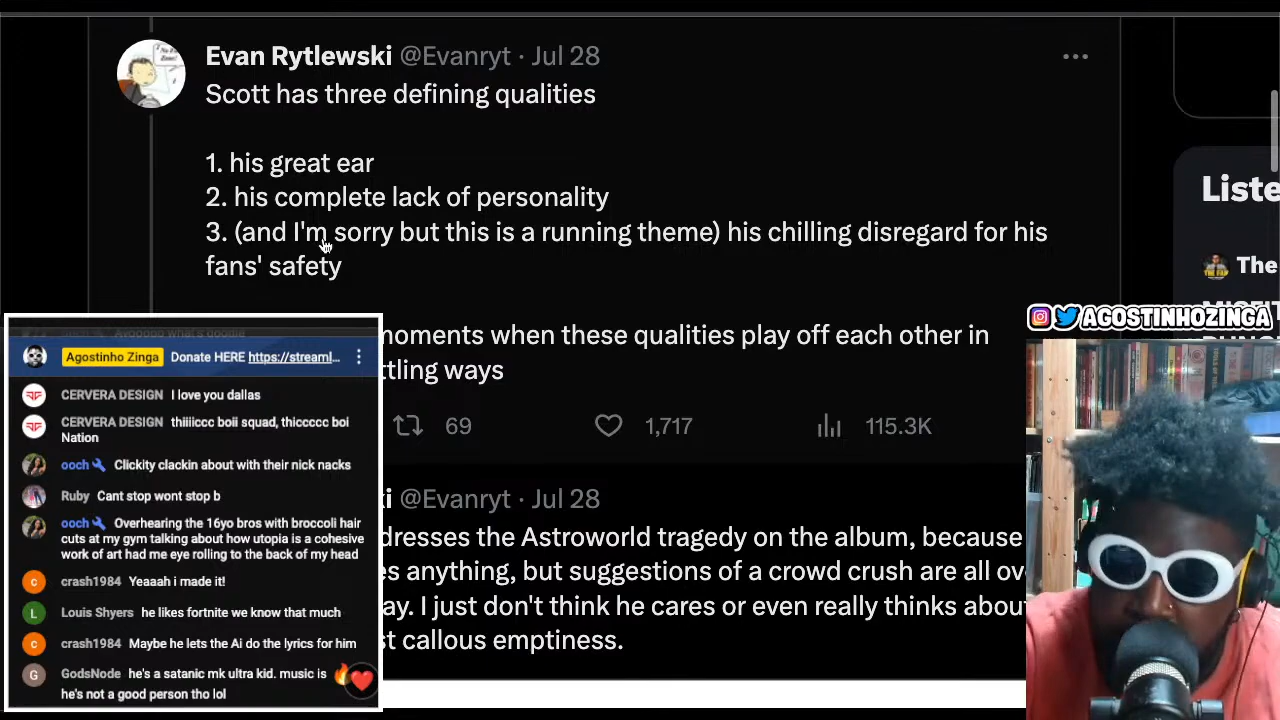 Evan Rytlewski @Evanryt · Jul 28
Scott has three defining qualities
1. his great ear
2. his complete lack of personality
3. (and I'm sorry but this is a running theme) his chilling disregard for his
fans' safety
moments when these qualities play off each other in
ways
69 1,717 115.3K
@Evanryt · Jul 28
the Astroworld tragedy on the album, because
anything, but suggestions of a crowd crush are all
I just don't think he cares or even really thinks
callous emptiness.
Liste
The
AGOSTINHOZINGA
Agostinho Zinga Donate HERE https://streaml...
CERVERA DESIGN I love you dallas
CERVERA DESIGN thiiiiccc boii squad, thiccccc boi
Nation
ooch Clickity clackin about with their nick nacks
Ruby Cant stop wont stop b
ooch Overhearing the 16yo bros with broccoli hair
cuts at my gym talking about how utopia is a cohesive
work of art had me eye rolling to the back of my head
crash1984 Yeaaah i made it!
Louis Shyers he likes fortnite we know that much
crash1984 Maybe he lets the Ai do the lyrics for him
GodsNode he's a satanic mk ultra kid. music is
he's not a good person tho lol